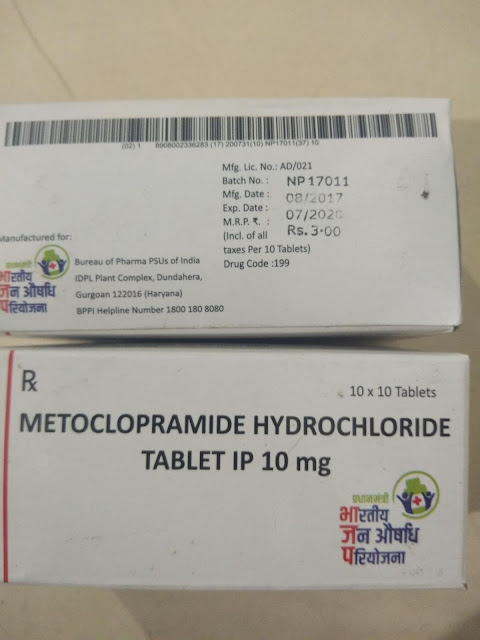 (02) 1 8908002336283 (17) 200731(10) NP17011(37) 10
Mfg. Lic. No.: AD/021
Batch No. : NP17011
Mfg. Date : 08/2017
Exp. Date : 07/2020
M.R.P. ₹. : Rs.3.00
(Incl. of all
taxes Per 10 Tablets)
Drug Code :199
Manufactured for:
प्रधानमंत्री
भारतीय
जन औषधि
परियोजना
Bureau of Pharma PSUs of India
IDPL Plant Complex, Dundahera,
Gurgoan 122016 (Haryana)
BPPI Helpline Number 1800 180 8080
Rx
10 x 10 Tablets
METOCLOPRAMIDE HYDROCHLORIDE
TABLET IP 10 mg
प्रधानमंत्री
भारतीय
जन औषधि
परियोजना